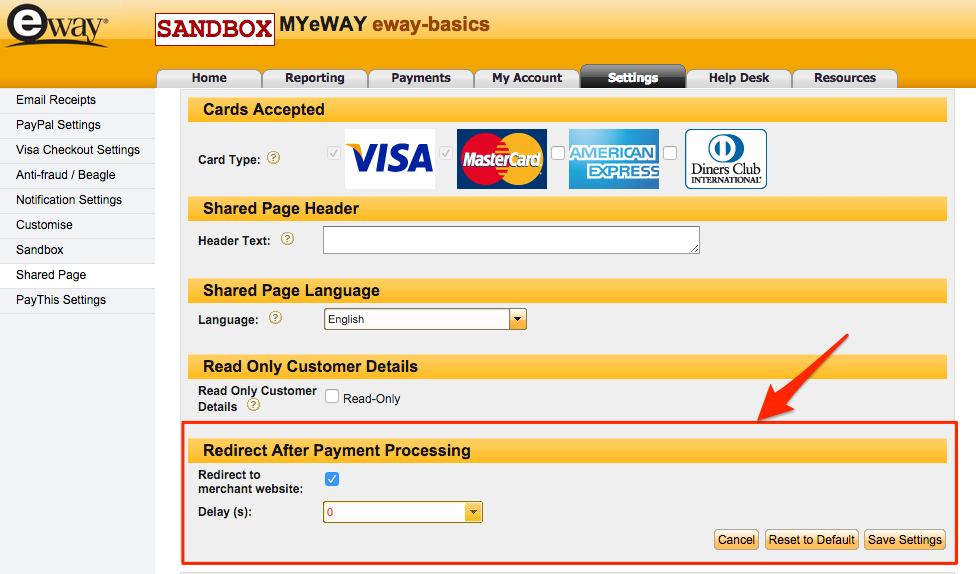 eway
SANDBOX MYeWAY eway-basics
Home Reporting Payments My Account Settings Help Desk Resources
Email Receipts
PayPal Settings
Visa Checkout Settings
Anti-fraud / Beagle
Notification Settings
Customise
Sandbox
Shared Page
PayThis Settings
Cards Accepted
Card Type: ? VISA MasterCard AMERICAN EXPRESS Diners Club INTERNATIONAL
Shared Page Header
Header Text: ?
Shared Page Language
Language: ? English
Read Only Customer Details
Read Only Customer
Details ? Read-Only
Redirect After Payment Processing
Redirect to
merchant website:
Delay (s): 0
Cancel Reset to Default Save Settings